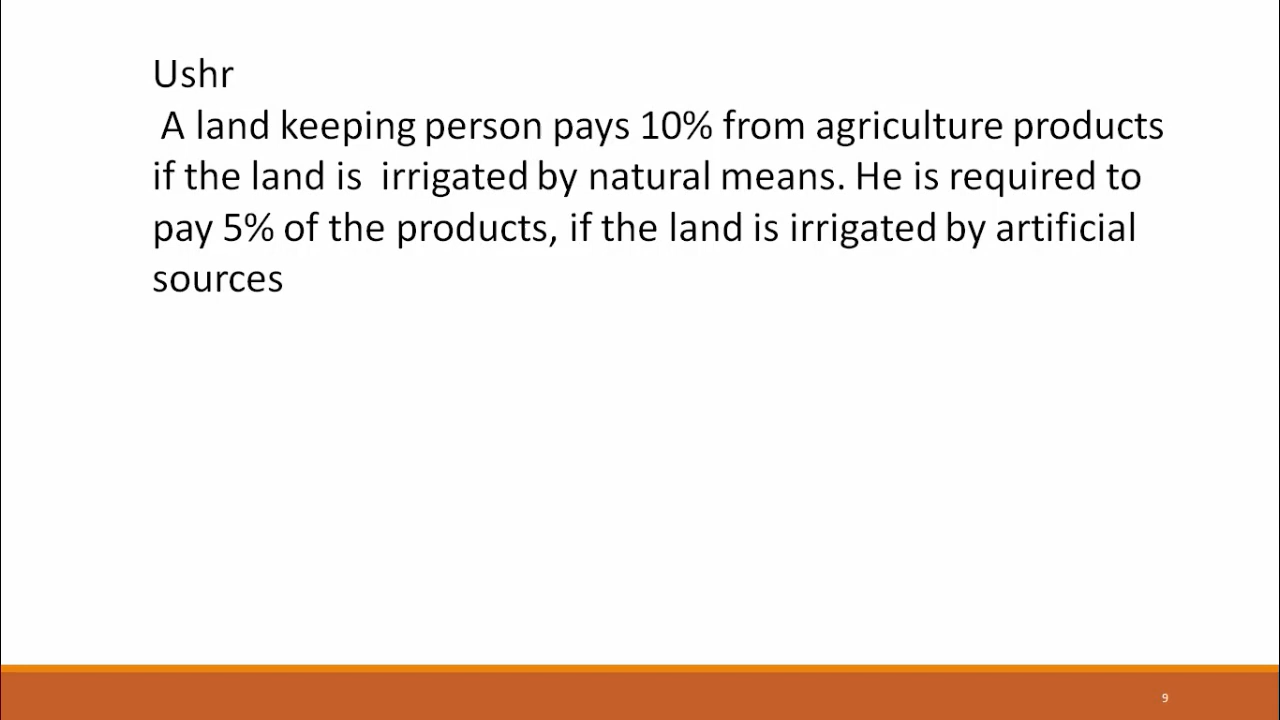 Ushr
A land keeping person pays 10% from agriculture products
if the land is  irrigated by natural means. He is required to
pay 5% of the products, if the land is irrigated by artificial
sources
9